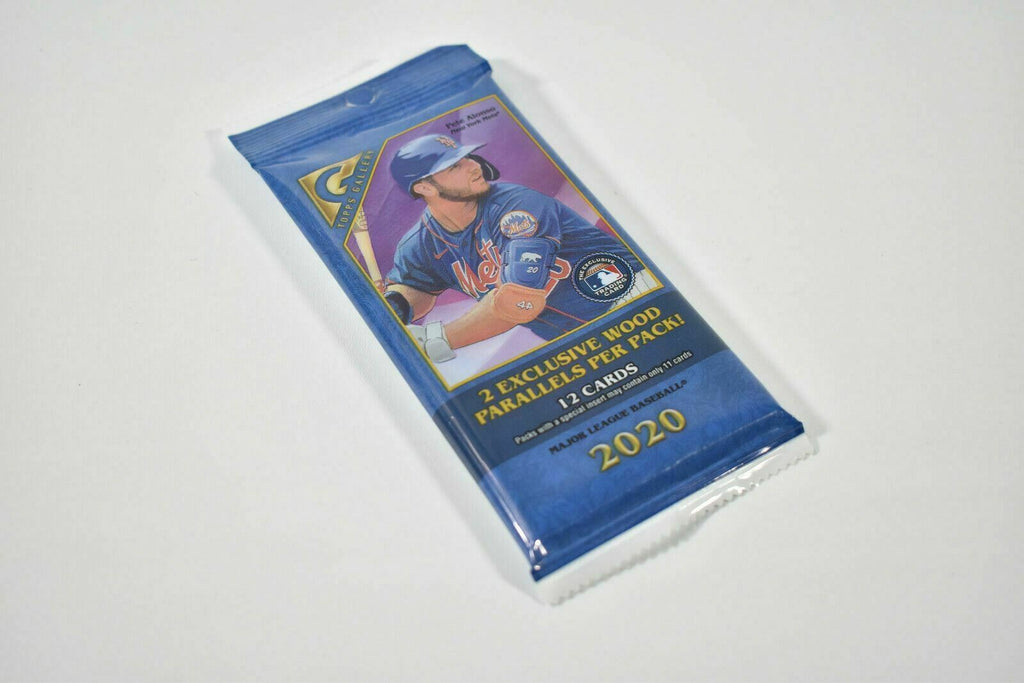 Pete Alonso
New York Mets®
TOPPS GALLERY
Mets
Mets
20
THE EXCLUSIVE
TRADING CARD
2 EXCLUSIVE WOOD
PARALLELS PER PACK!
12 CARDS
Packs with a special insert may contain only 11 cards
MAJOR LEAGUE BASEBALL®
2020